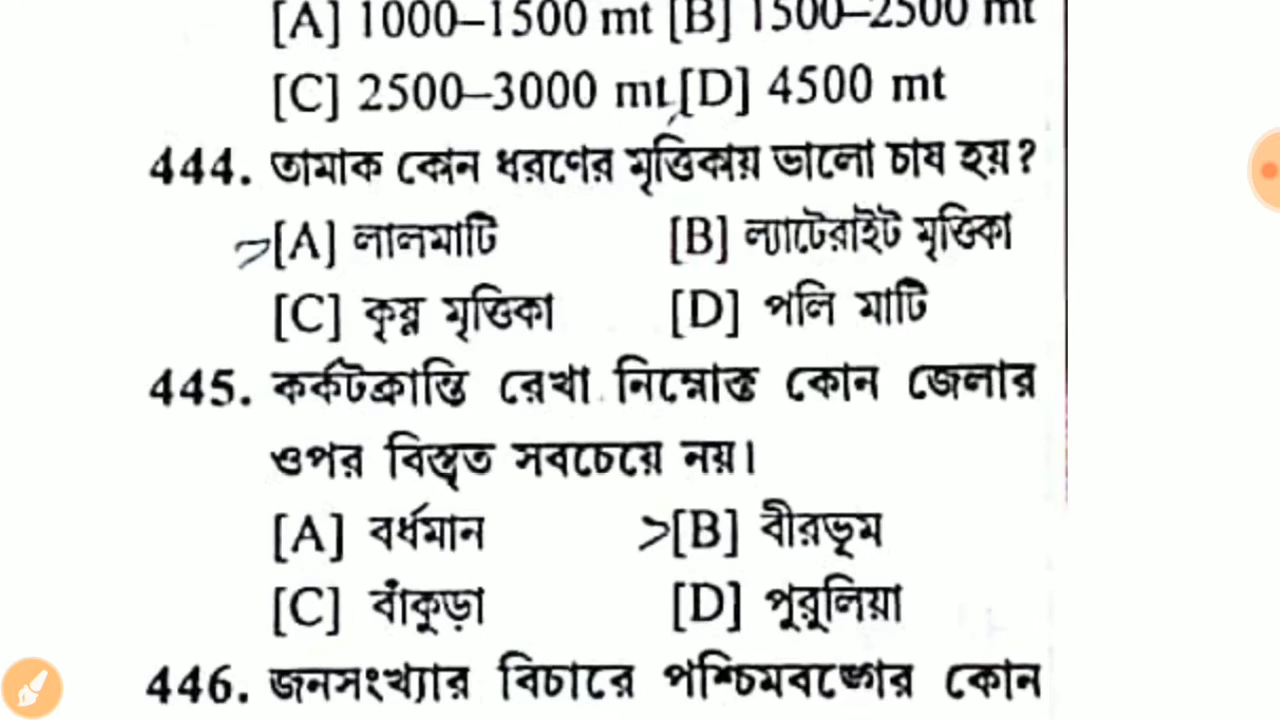 [A] 1000–1500 mt [B] 1500–2500 mt
[C] 2500–3000 mt [D] 4500 mt
444. তামাক কোন ধরণের মৃত্তিকায় ভালো চাষ হয়?
[A] লালমাটি [B] ল্যাটেরাইট মৃত্তিকা
[C] কৃষ্ণ মৃত্তিকা [D] পলি মাটি
445. কর্কটক্রান্তি রেখা নিম্নোক্ত কোন জেলার
ওপর বিস্তৃত সবচেয়ে নয়।
[A] বর্ধমান [B] বীরভূম
[C] বাঁকুড়া [D] পুরুলিয়া
446. জনসংখ্যার বিচারে পশ্চিমবঙ্গের কোন